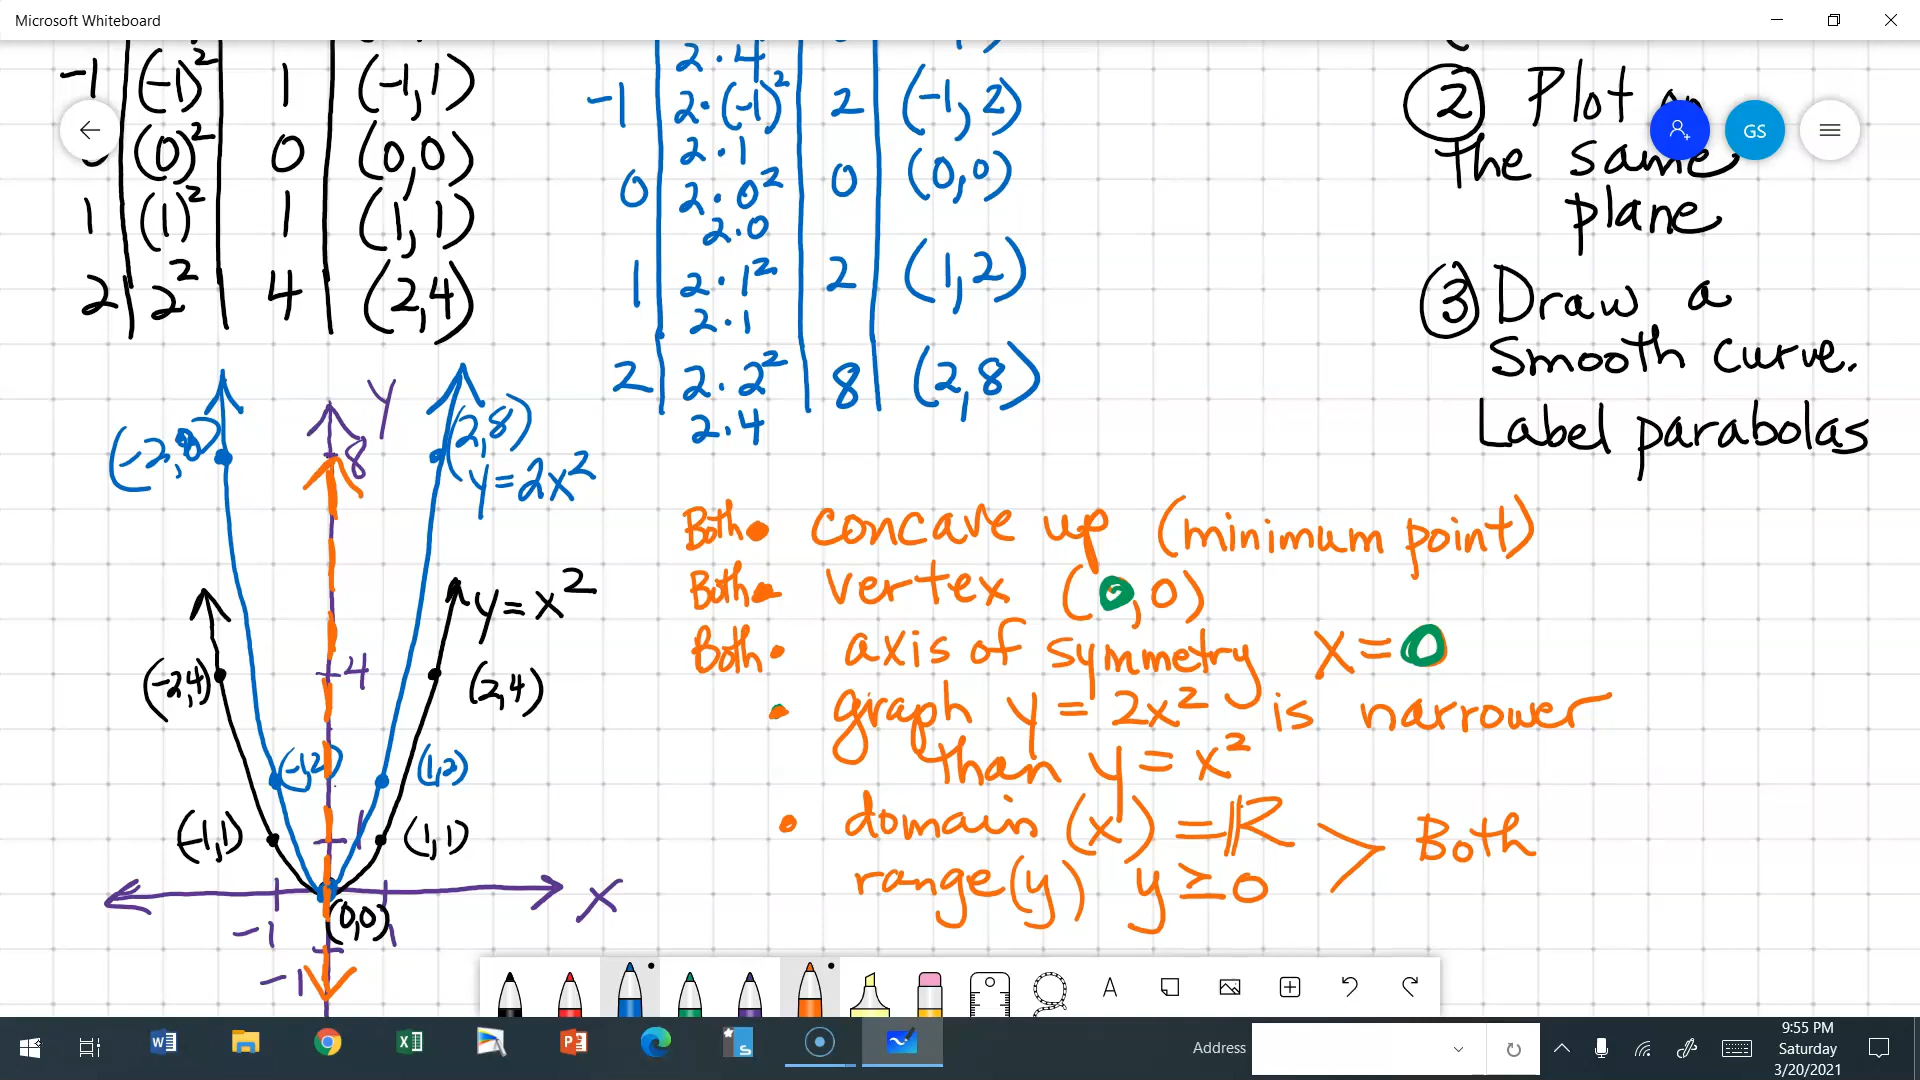 Microsoft Whiteboard
-1 (-1)² 1 (-1,1)
(0)² 0 (0,0)
1 (1)² 1 (1,1)
2 2² 4 (2,4)
2·4
-1 2·(-1)² 2 (-1,2)
2·1
0 2·0² 0 (0,0)
2·0
1 2·1² 2 (1,2)
2·1
2 2·2² 8 (2,8)
2·4
② Plot on
the same
plane
③ Draw a
smooth curve.
Label parabolas
GS
Y
8
(-2,8)
(2,8)
y=2x²
y=x²
4
(-2,4)
(2,4)
(-1,2)
(1,2)
(-1,1)
1
(1,1)
X
(0,0)
-1
1
-1
Both • concave up (minimum point)
Both • vertex (0,0)
Both • axis of symmetry X=0
• graph y = 2x² is narrower
than y = x²
• domain (x) = ℝ
range(y) y ≥ 0
> Both
A
Address
9:55 PM
Saturday
3/20/2021